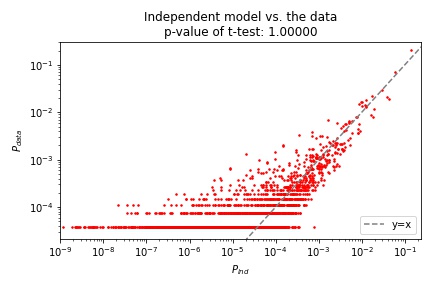 Independent model vs. the data
p-value of t-test: 1.00000
P_data
10⁻¹
10⁻²
10⁻³
10⁻⁴
y=x
10⁻⁹ 10⁻⁸ 10⁻⁷ 10⁻⁶ 10⁻⁵ 10⁻⁴ 10⁻³ 10⁻² 10⁻¹
P_ind